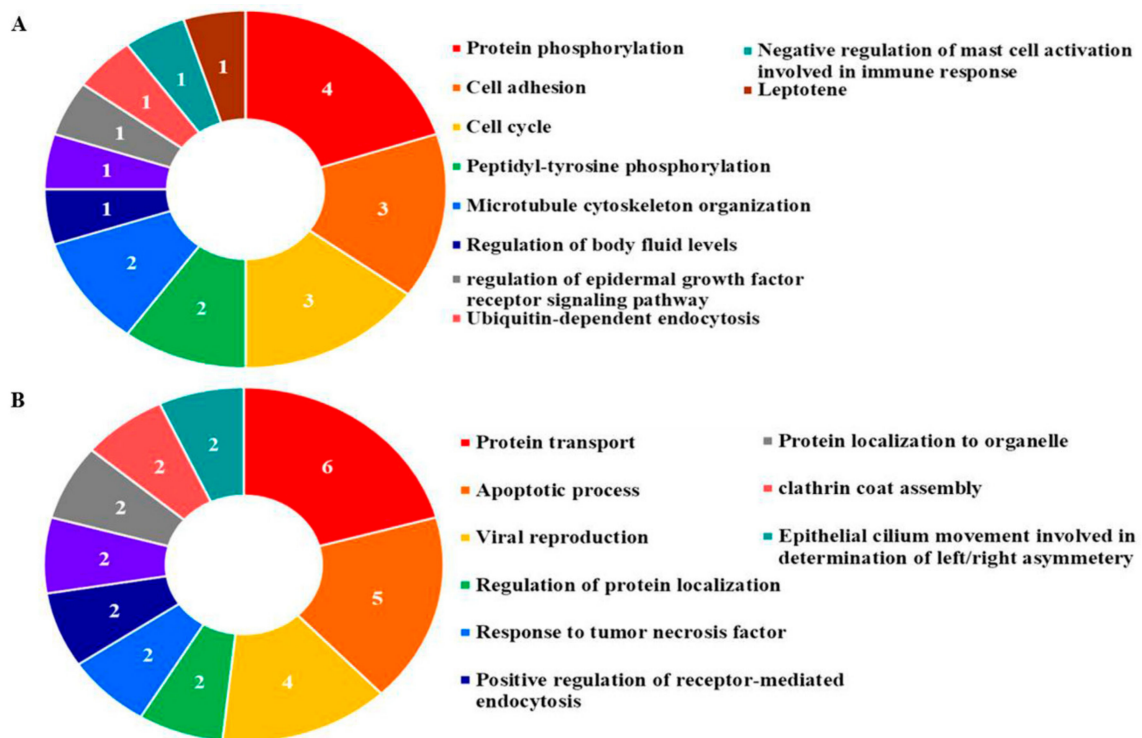 A
4
3
3
2
2
1
1
1
1
1
1
Protein phosphorylation
Cell adhesion
Cell cycle
Peptidyl-tyrosine phosphorylation
Microtubule cytoskeleton organization
Regulation of body fluid levels
regulation of epidermal growth factor
receptor signaling pathway
Ubiquitin-dependent endocytosis
Negative regulation of mast cell activation
involved in immune response
Leptotene
B
6
5
4
2
2
2
2
2
2
2
Protein transport
Apoptotic process
Viral reproduction
Regulation of protein localization
Response to tumor necrosis factor
Positive regulation of receptor-mediated
endocytosis
Protein localization to organelle
clathrin coat assembly
Epithelial cilium movement involved in
determination of left/right asymmetery